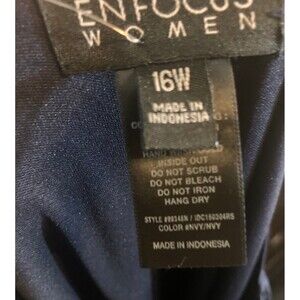 ENFOCUS
WOMEN
16W
MADE IN
INDONESIA
INSIDE OUT
DO NOT SCRUB
DO NOT BLEACH
DO NOT IRON
HANG DRY
COLOR #NVY/NVY
MADE IN INDONESIA